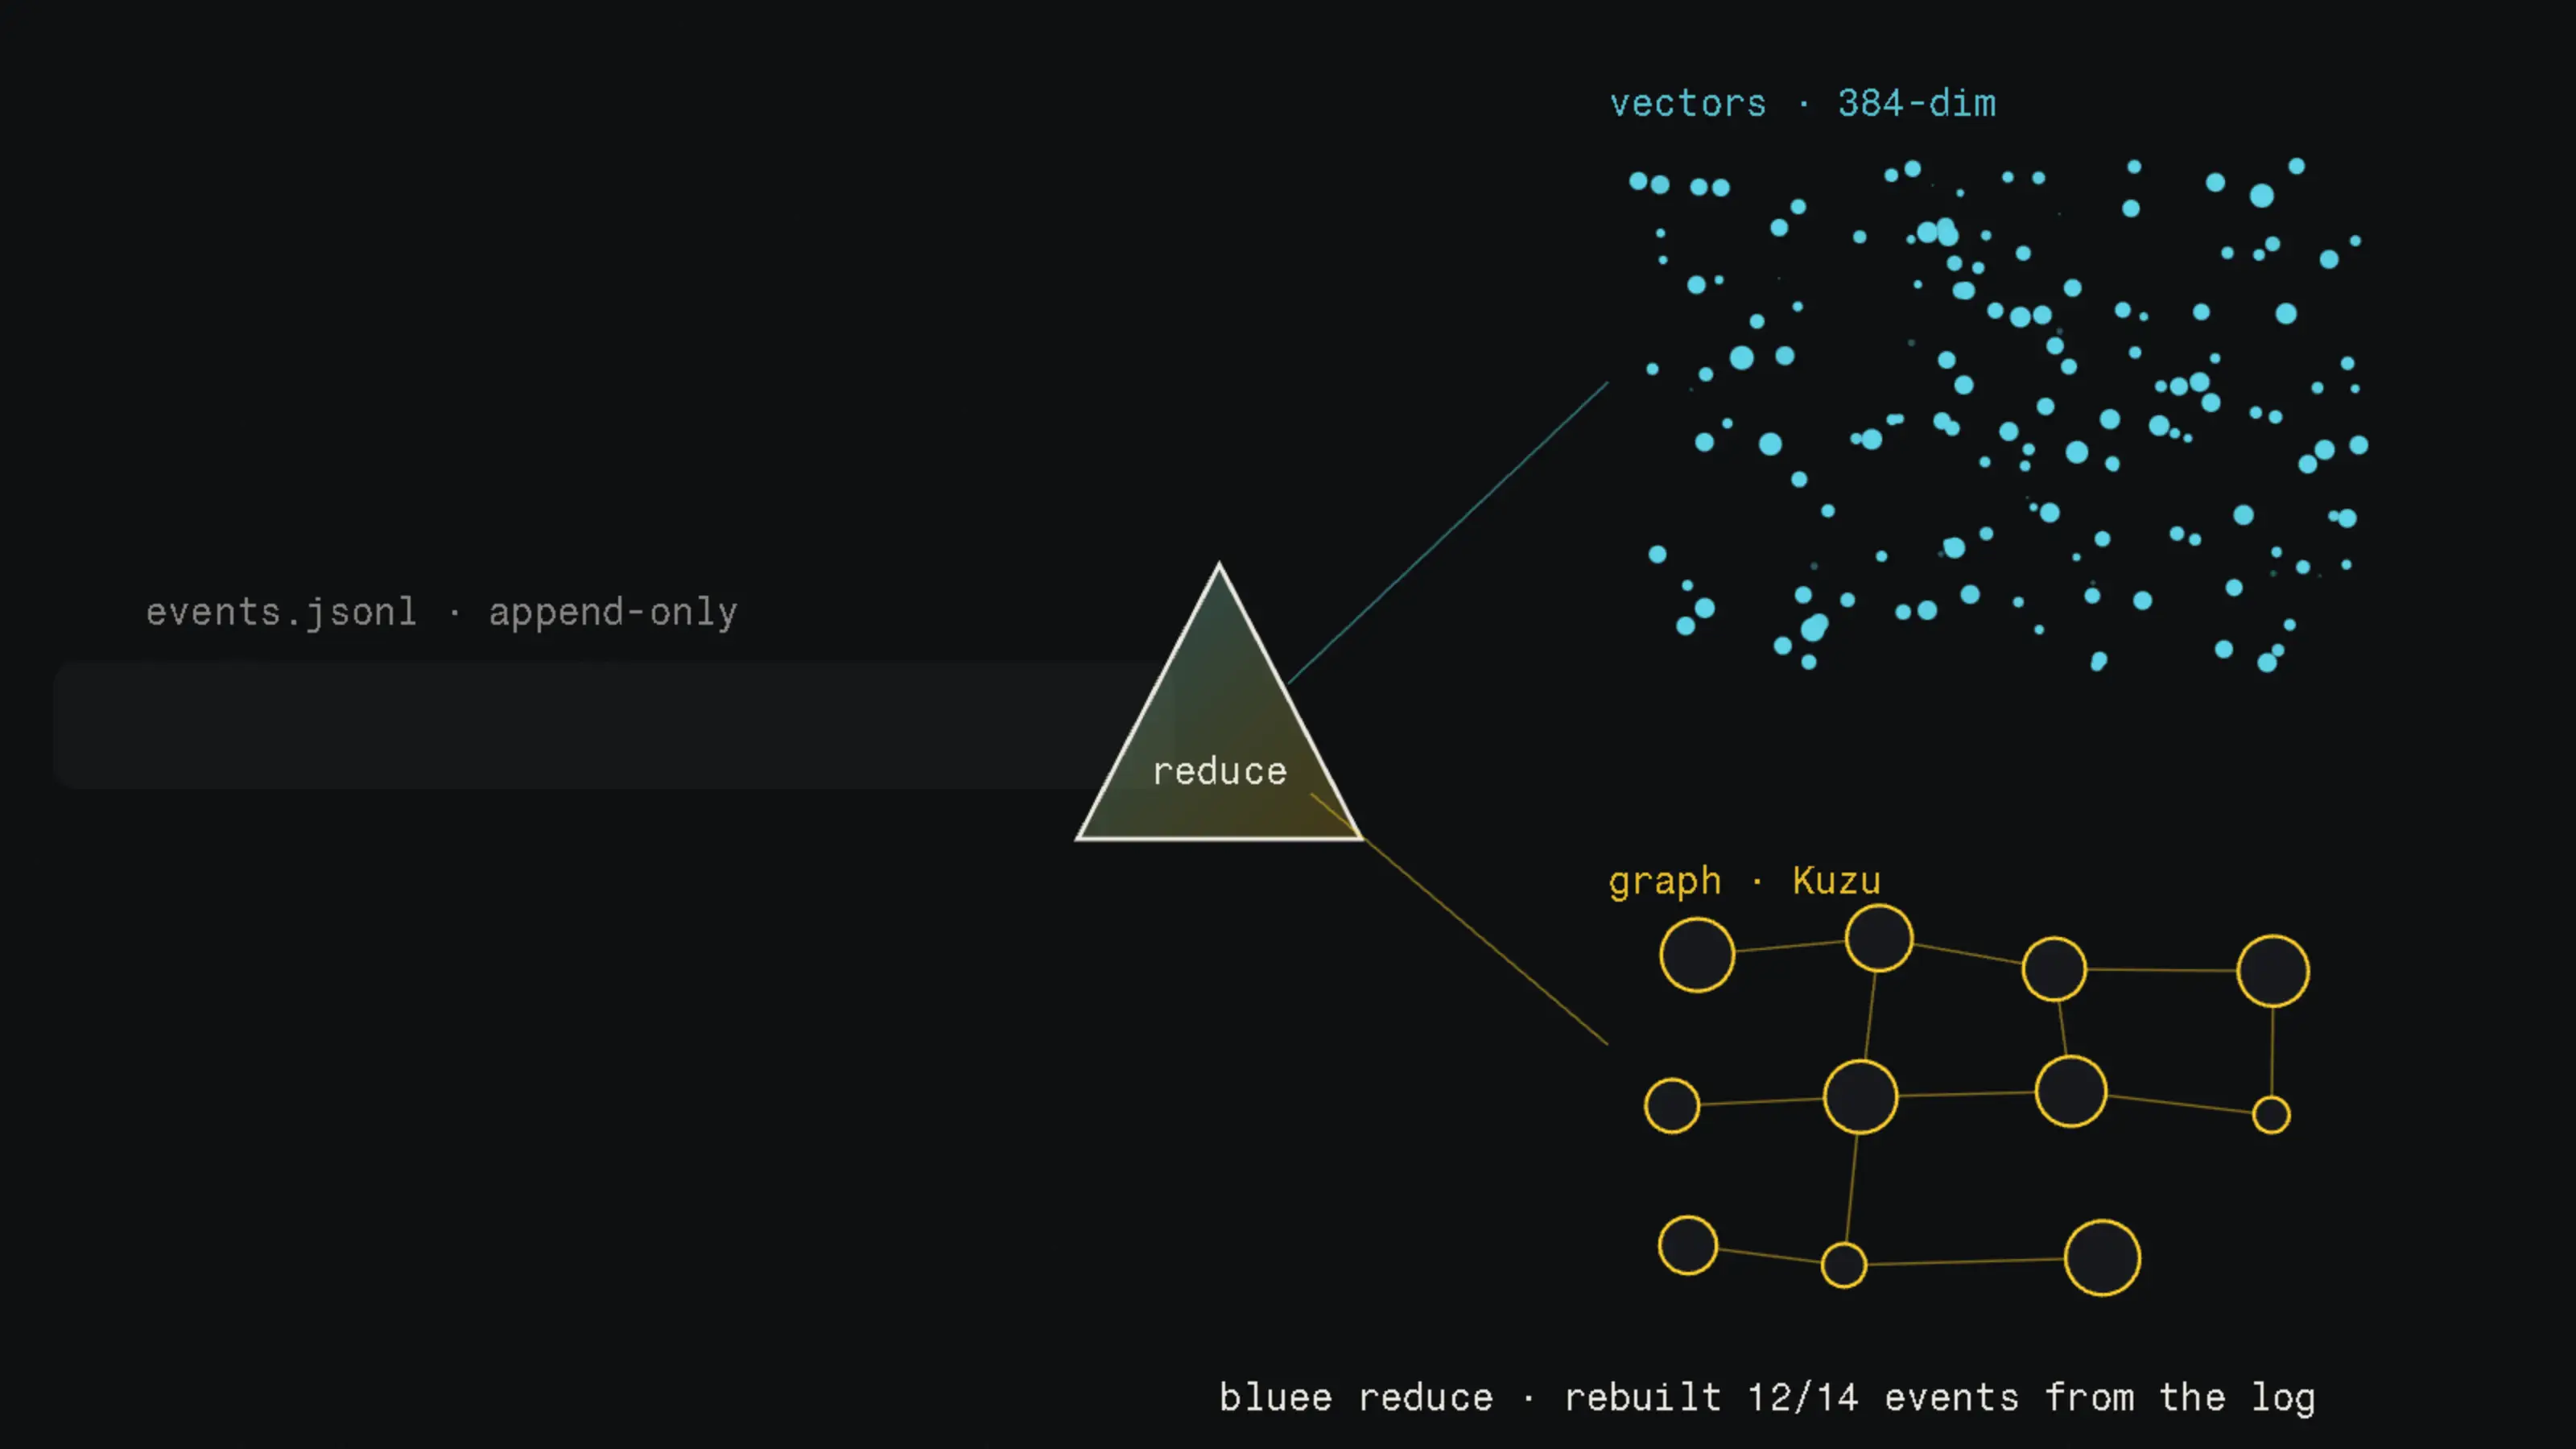 vectors · 384-dim
events.jsonl · append-only
reduce
graph · Kuzu
bluee reduce · rebuilt 12/14 events from the log